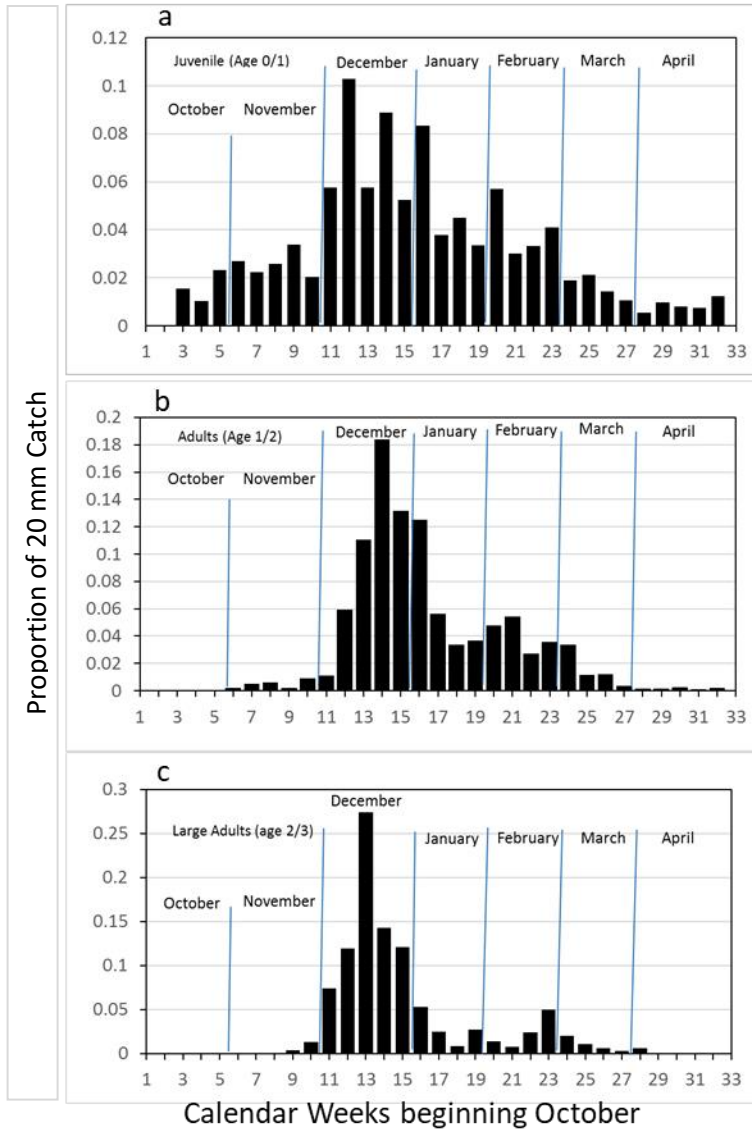 a
0.12
Juvenile (Age 0/1)
December
January
February
March
April
0.1
October
November
0.08
0.06
0.04
0.02
0
1 3 5 7 9 11 13 15 17 19 21 23 25 27 29 31 33
b
0.2
Adults (Age 1/2)
December
January
February
March
April
0.18
0.16
October
November
0.14
0.12
0.1
0.08
0.06
0.04
0.02
0
1 3 5 7 9 11 13 15 17 19 21 23 25 27 29 31 33
Proportion of 20 mm Catch
c
0.3
December
Large Adults (age 2/3)
January
February
March
April
0.25
0.2
October
November
0.15
0.1
0.05
0
1 3 5 7 9 11 13 15 17 19 21 23 25 27 29 31 33
Calendar Weeks beginning October